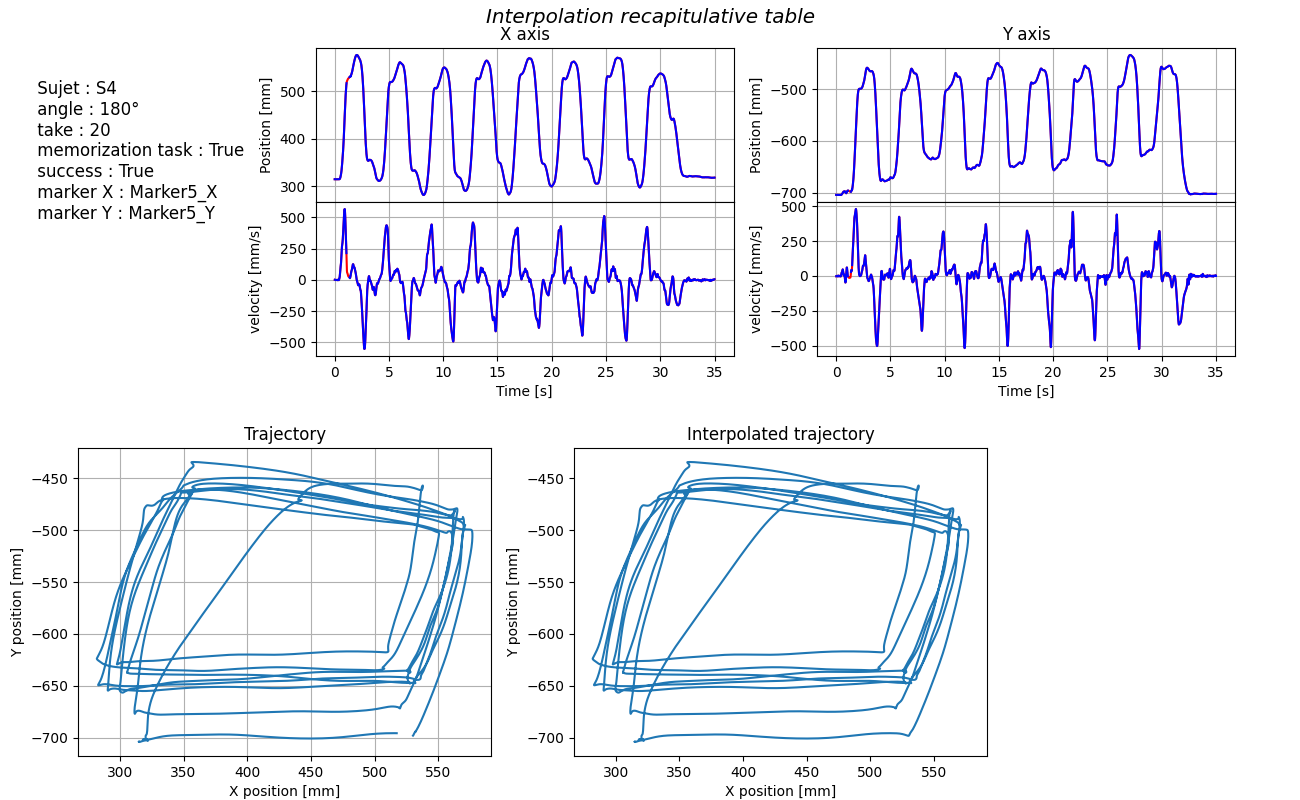 Interpolation recapitulative table
Sujet : S4
angle : 180°
take : 20
memorization task : True
success : True
marker X : Marker5_X
marker Y : Marker5_Y
X axis
Position [mm]
500
400
300
velocity [mm/s]
500
250
0
−250
−500
0 5 10 15 20 25 30 35
Time [s]
Y axis
Position [mm]
−500
−600
−700
velocity [mm/s]
500
250
0
−250
−500
0 5 10 15 20 25 30 35
Time [s]
Trajectory
Y position [mm]
−450
−500
−550
−600
−650
−700
300 350 400 450 500 550
X position [mm]
Interpolated trajectory
Y position [mm]
−450
−500
−550
−600
−650
−700
300 350 400 450 500 550
X position [mm]